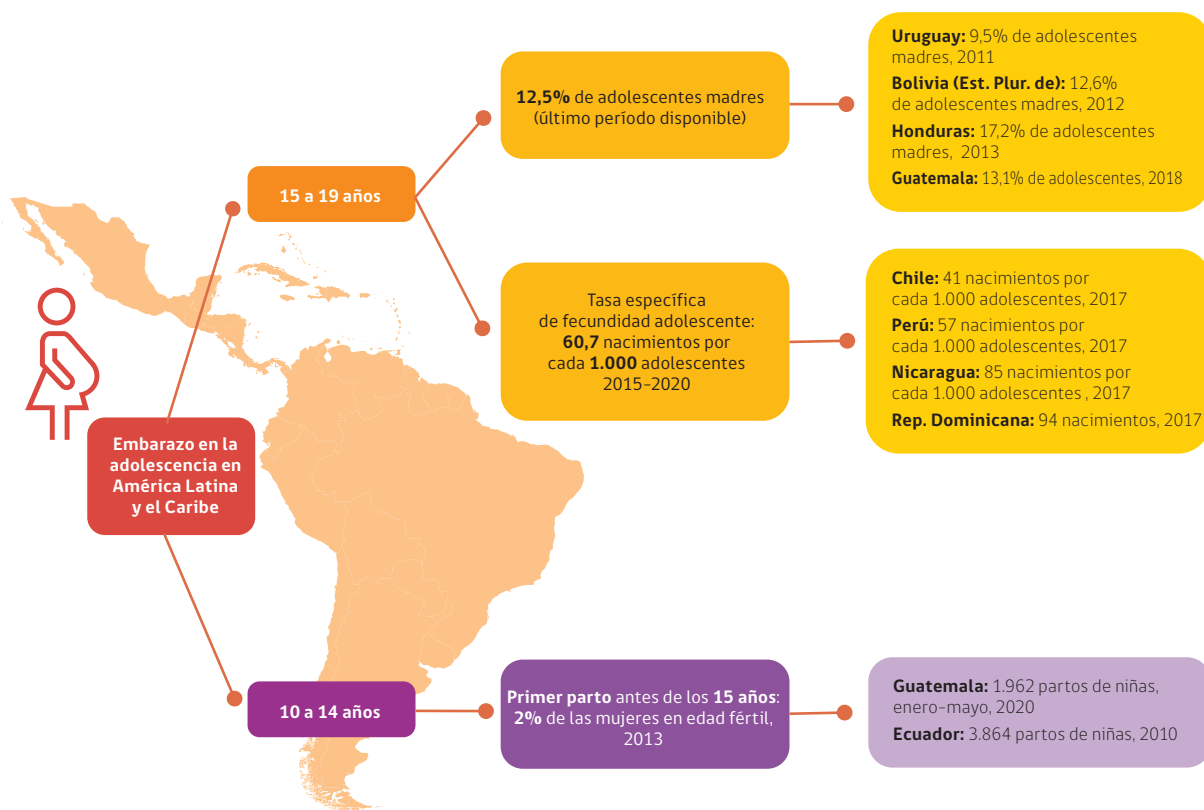 Embarazo en la
adolescencia en
América Latina
y el Caribe
15 a 19 años
12,5% de adolescentes madres
(último período disponible)
Uruguay: 9,5% de adolescentes
madres, 2011
Bolivia (Est. Plur. de): 12,6%
de adolescentes madres, 2012
Honduras: 17,2% de adolescentes
madres, 2013
Guatemala: 13,1% de adolescentes, 2018
Tasa específica
de fecundidad adolescente:
60,7 nacimientos por
cada 1.000 adolescentes
2015-2020
Chile: 41 nacimientos por
cada 1.000 adolescentes, 2017
Perú: 57 nacimientos por
cada 1.000 adolescentes, 2017
Nicaragua: 85 nacimientos por
cada 1.000 adolescentes , 2017
Rep. Dominicana: 94 nacimientos, 2017
10 a 14 años
Primer parto antes de los 15 años:
2% de las mujeres en edad fértil,
2013
Guatemala: 1.962 partos de niñas,
enero-mayo, 2020
Ecuador: 3.864 partos de niñas, 2010